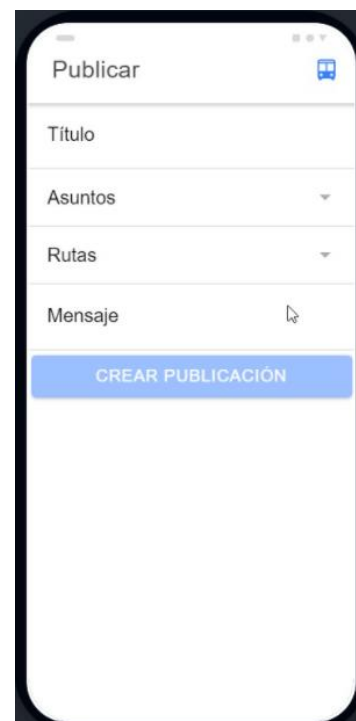 Publicar
Título
Asuntos
Rutas
Mensaje
CREAR PUBLICACIÓN